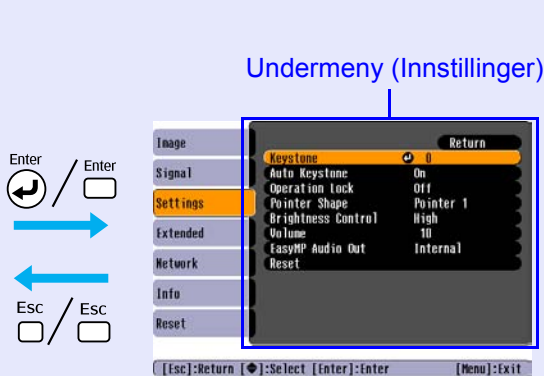 Undermeny (Innstillinger)
Enter
Enter
Esc
Esc
Image
Signal
Settings
Extended
Network
Info
Reset
Return
Keystone 0
Auto Keystone On
Operation Lock Off
Pointer Shape Pointer 1
Brightness Control High
Volume 10
EasyMP Audio Out Internal
Reset
[Esc]:Return [◆]:Select [Enter]:Enter [Menu]:Exit